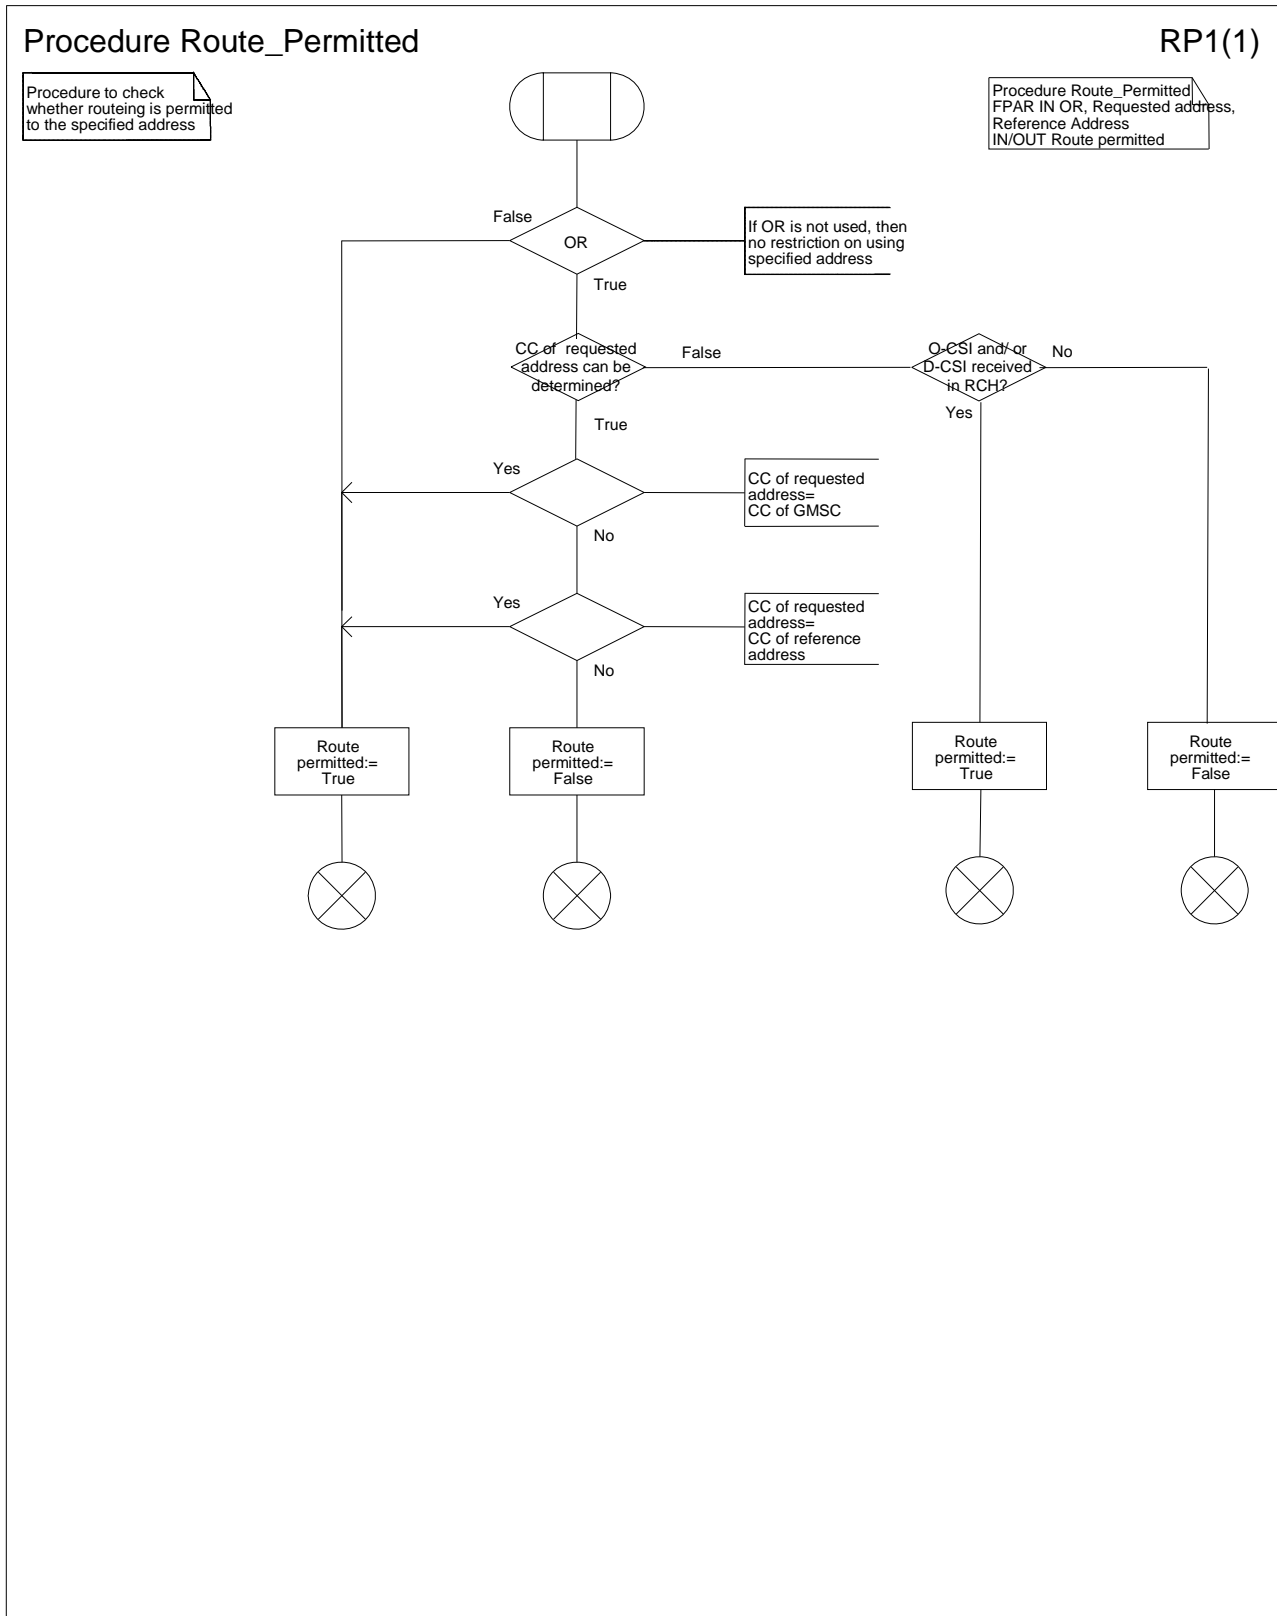 Procedure Route_Permitted
RP1(1)
Procedure to check
whether routeing is permitted
to the specified address
Procedure Route_Permitted
FPAR IN OR, Requested address,
Reference Address
IN/OUT Route permitted
False
OR
If OR is not used, then
no restriction on using
specified address
True
CC of requested
address can be
determined?
False
O-CSI and/ or
D-CSI received
in RCH?
No
Yes
True
Yes
CC of requested
address=
CC of GMSC
No
Yes
CC of requested
address=
CC of reference
address
No
Route
permitted:=
True
Route
permitted:=
False
Route
permitted:=
True
Route
permitted:=
False